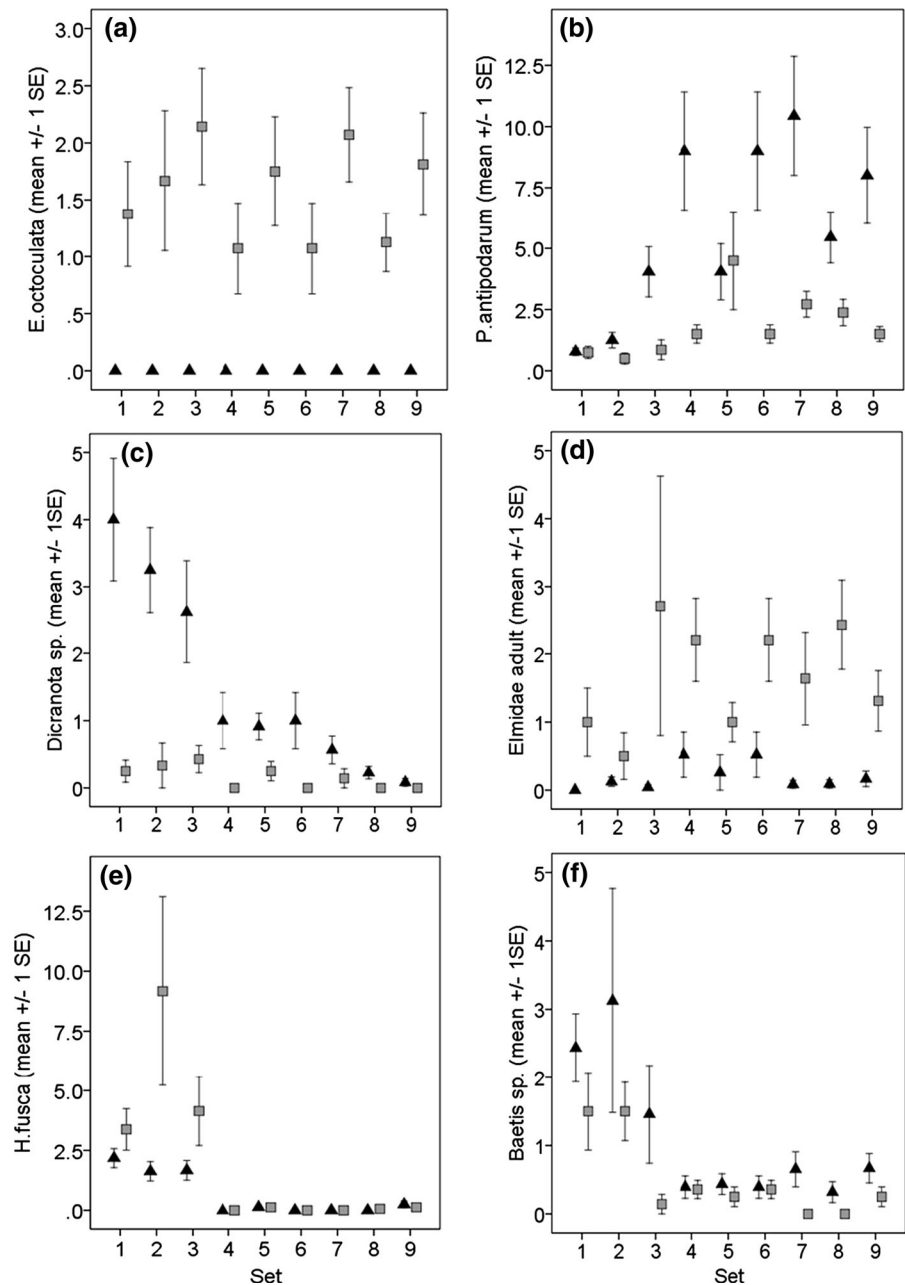 (a)
E.octoculata (mean +/- 1 SE)
3.0
2.5
2.0
1.5
1.0
.5
.0
1 2 3 4 5 6 7 8 9
(b)
P.antipodarum (mean +/- 1 SE)
12.5
10.0
7.5
5.0
2.5
.0
1 2 3 4 5 6 7 8 9
(c)
Dicranota sp. (mean +/- 1SE)
5
4
3
2
1
0
1 2 3 4 5 6 7 8 9
(d)
Elmidae adult (mean +/-1 SE)
5
4
3
2
1
0
1 2 3 4 5 6 7 8 9
(e)
H.fusca (mean +/- 1 SE)
12.5
10.0
7.5
5.0
2.5
.0
1 2 3 4 5 6 7 8 9
Set
(f)
Baetis sp. (mean +/- 1SE)
5
4
3
2
1
0
1 2 3 4 5 6 7 8 9
Set